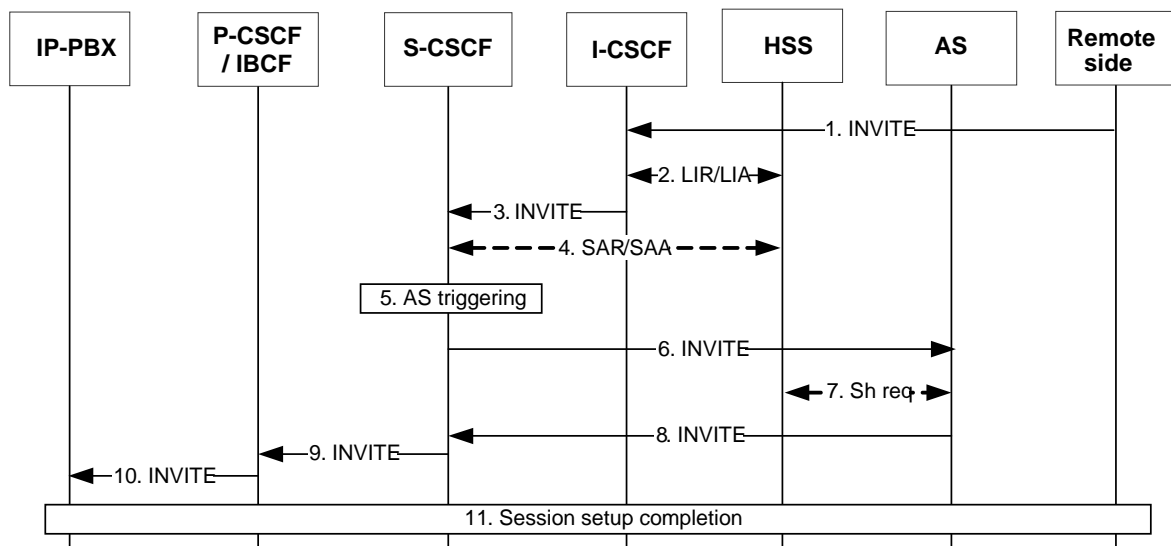 IP-PBX
P-CSCF
/ IBCF
S-CSCF
I-CSCF
HSS
AS
Remote
side
1. INVITE
2. LIR/LIA
3. INVITE
4. SAR/SAA
5. AS triggering
6. INVITE
7. Sh req
8. INVITE
9. INVITE
10. INVITE
11. Session setup completion